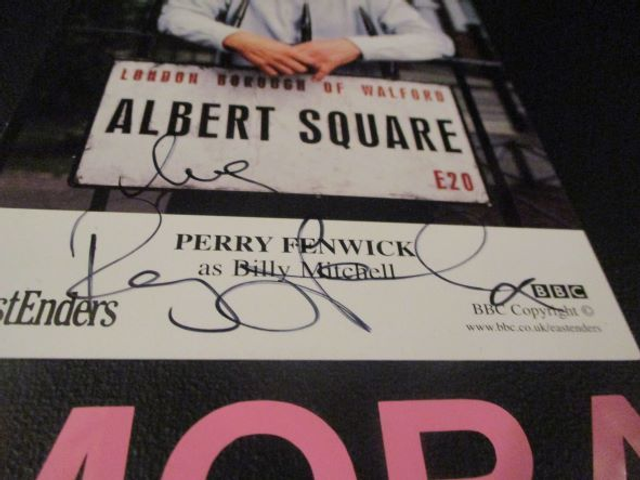 LONDON BOROUGH OF WALFORD
ALBERT SQUARE
E20
PERRY FENWICK
as Billy Mitchell
stEnders
BBC
BBC Copyright ©
www.bbc.co.uk/eastenders
MORN